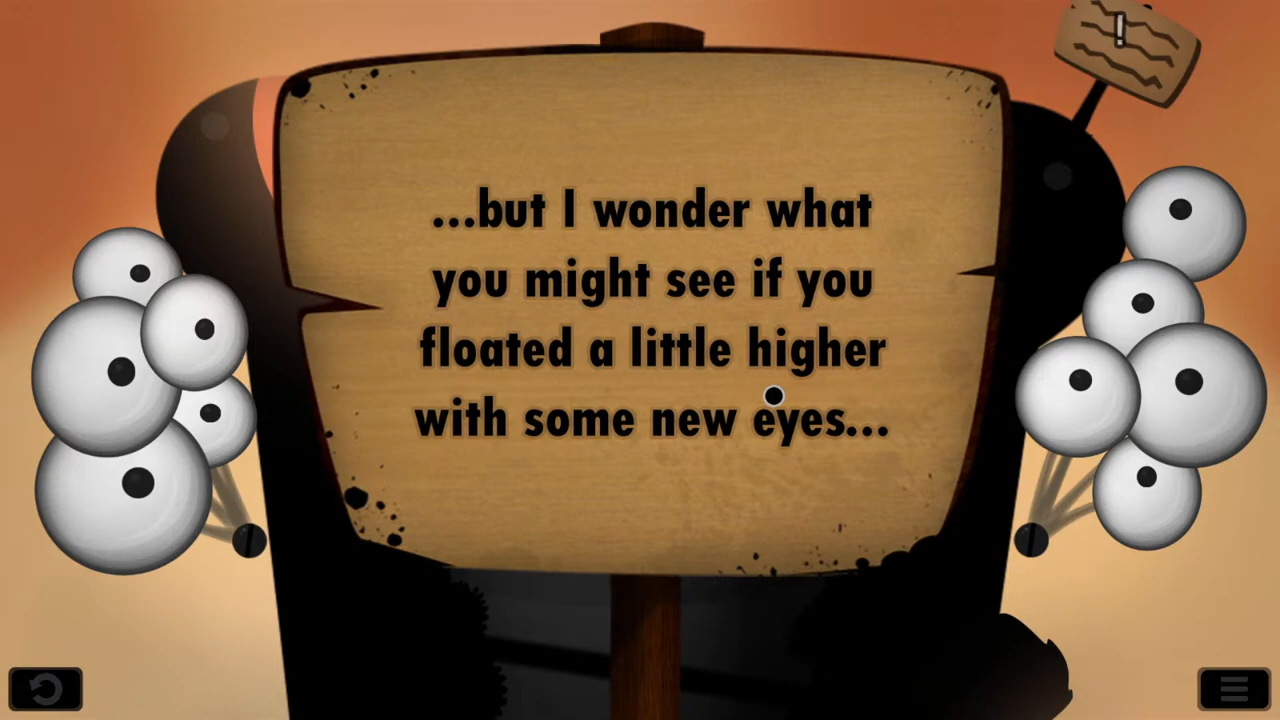 ...but I wonder what
you might see if you
floated a little higher
with some new eyes...
!